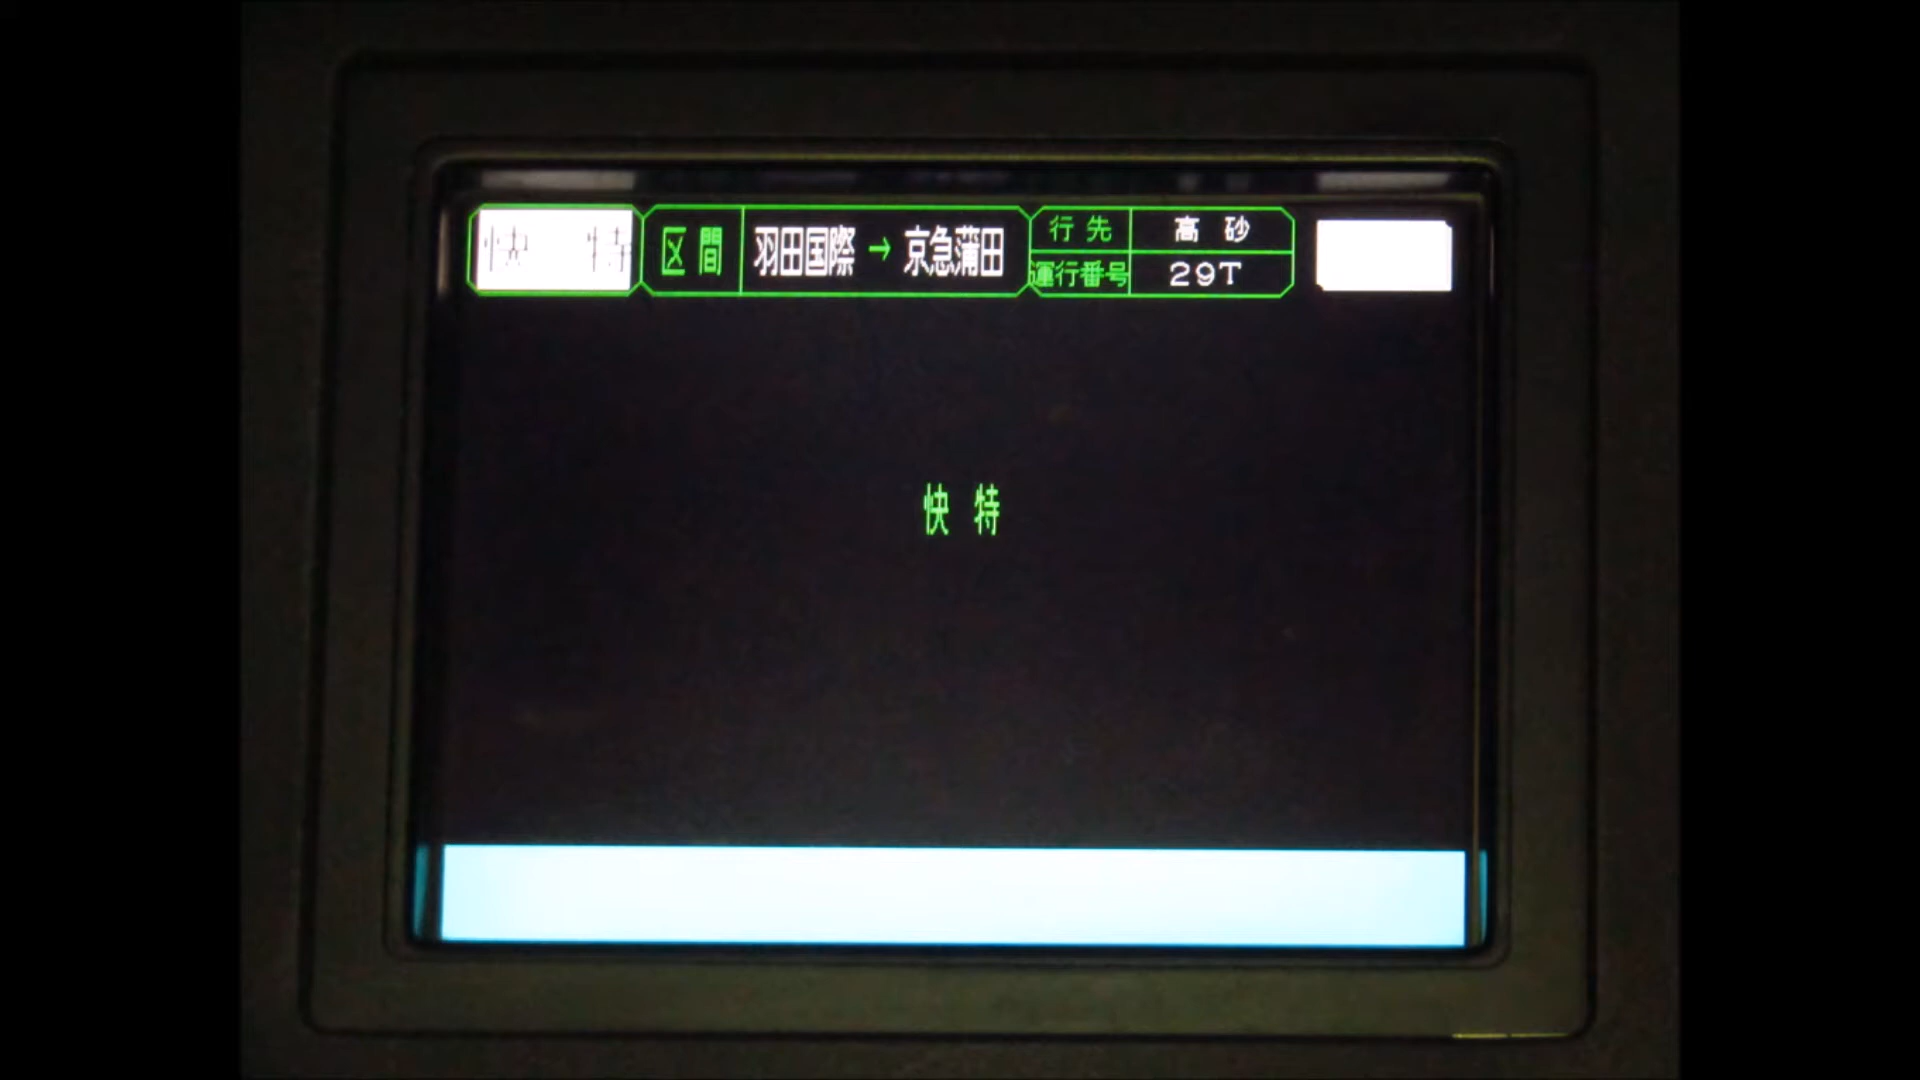 快 特
区間 羽田国際 → 京急蒲田
行先 高砂
運行番号 29T
快 特